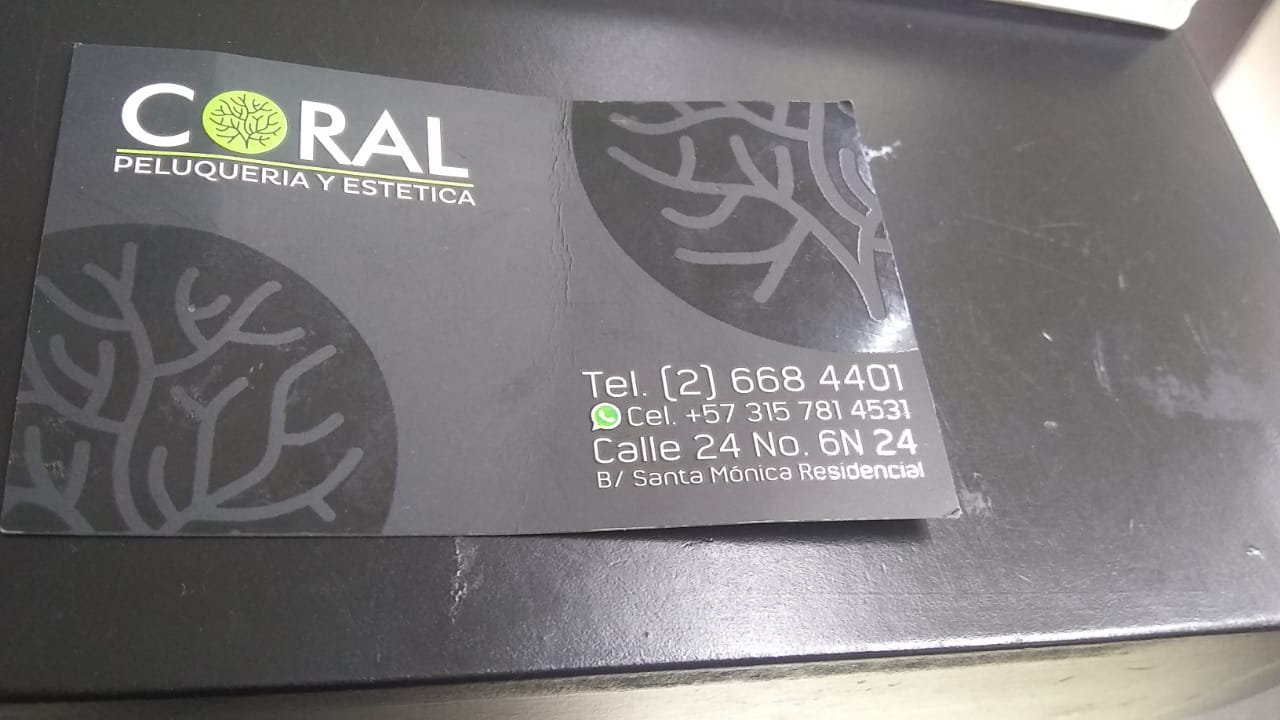 CORAL
PELUQUERIA Y ESTETICA
Tel. (2) 668 4401
Cel. +57 315 781 4531
Calle 24 No. 6N 24
B/ Santa Mónica Residencial